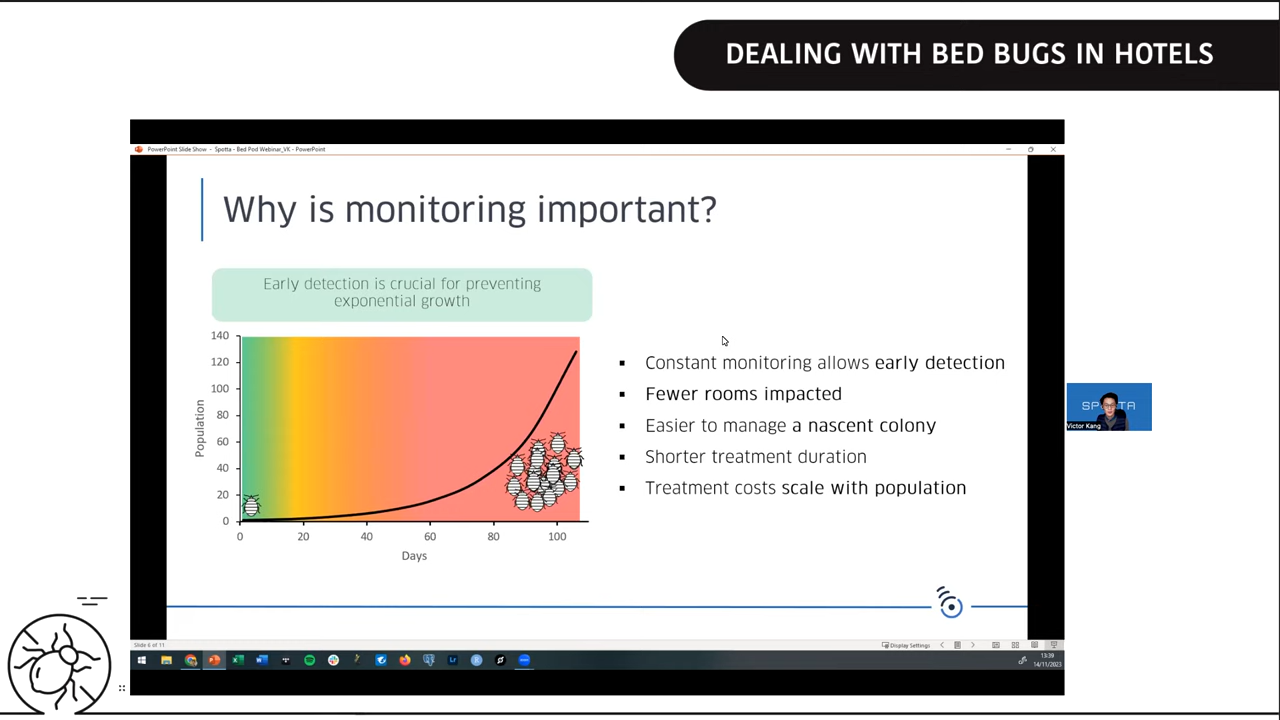 DEALING WITH BED BUGS IN HOTELS
PowerPoint Slide Show - Spotta - Bed Pod Webinar_VK - PowerPoint
Why is monitoring important?
Early detection is crucial for preventing
exponential growth
140
120
100
80
60
40
20
0
Population
0 20 40 60 80 100
Days
▪ Constant monitoring allows early detection
▪ Fewer rooms impacted
▪ Easier to manage a nascent colony
▪ Shorter treatment duration
▪ Treatment costs scale with population
SPOTTA
Victor Kang
Slide 6 of 11
Display Settings
13:39
14/11/2023